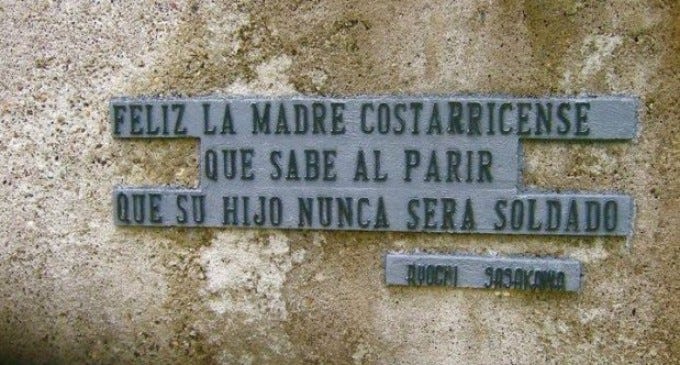 FELIZ LA MADRE COSTARRICENSE
QUE SABE AL PARIR
QUE SU HIJO NUNCA SERA SOLDADO